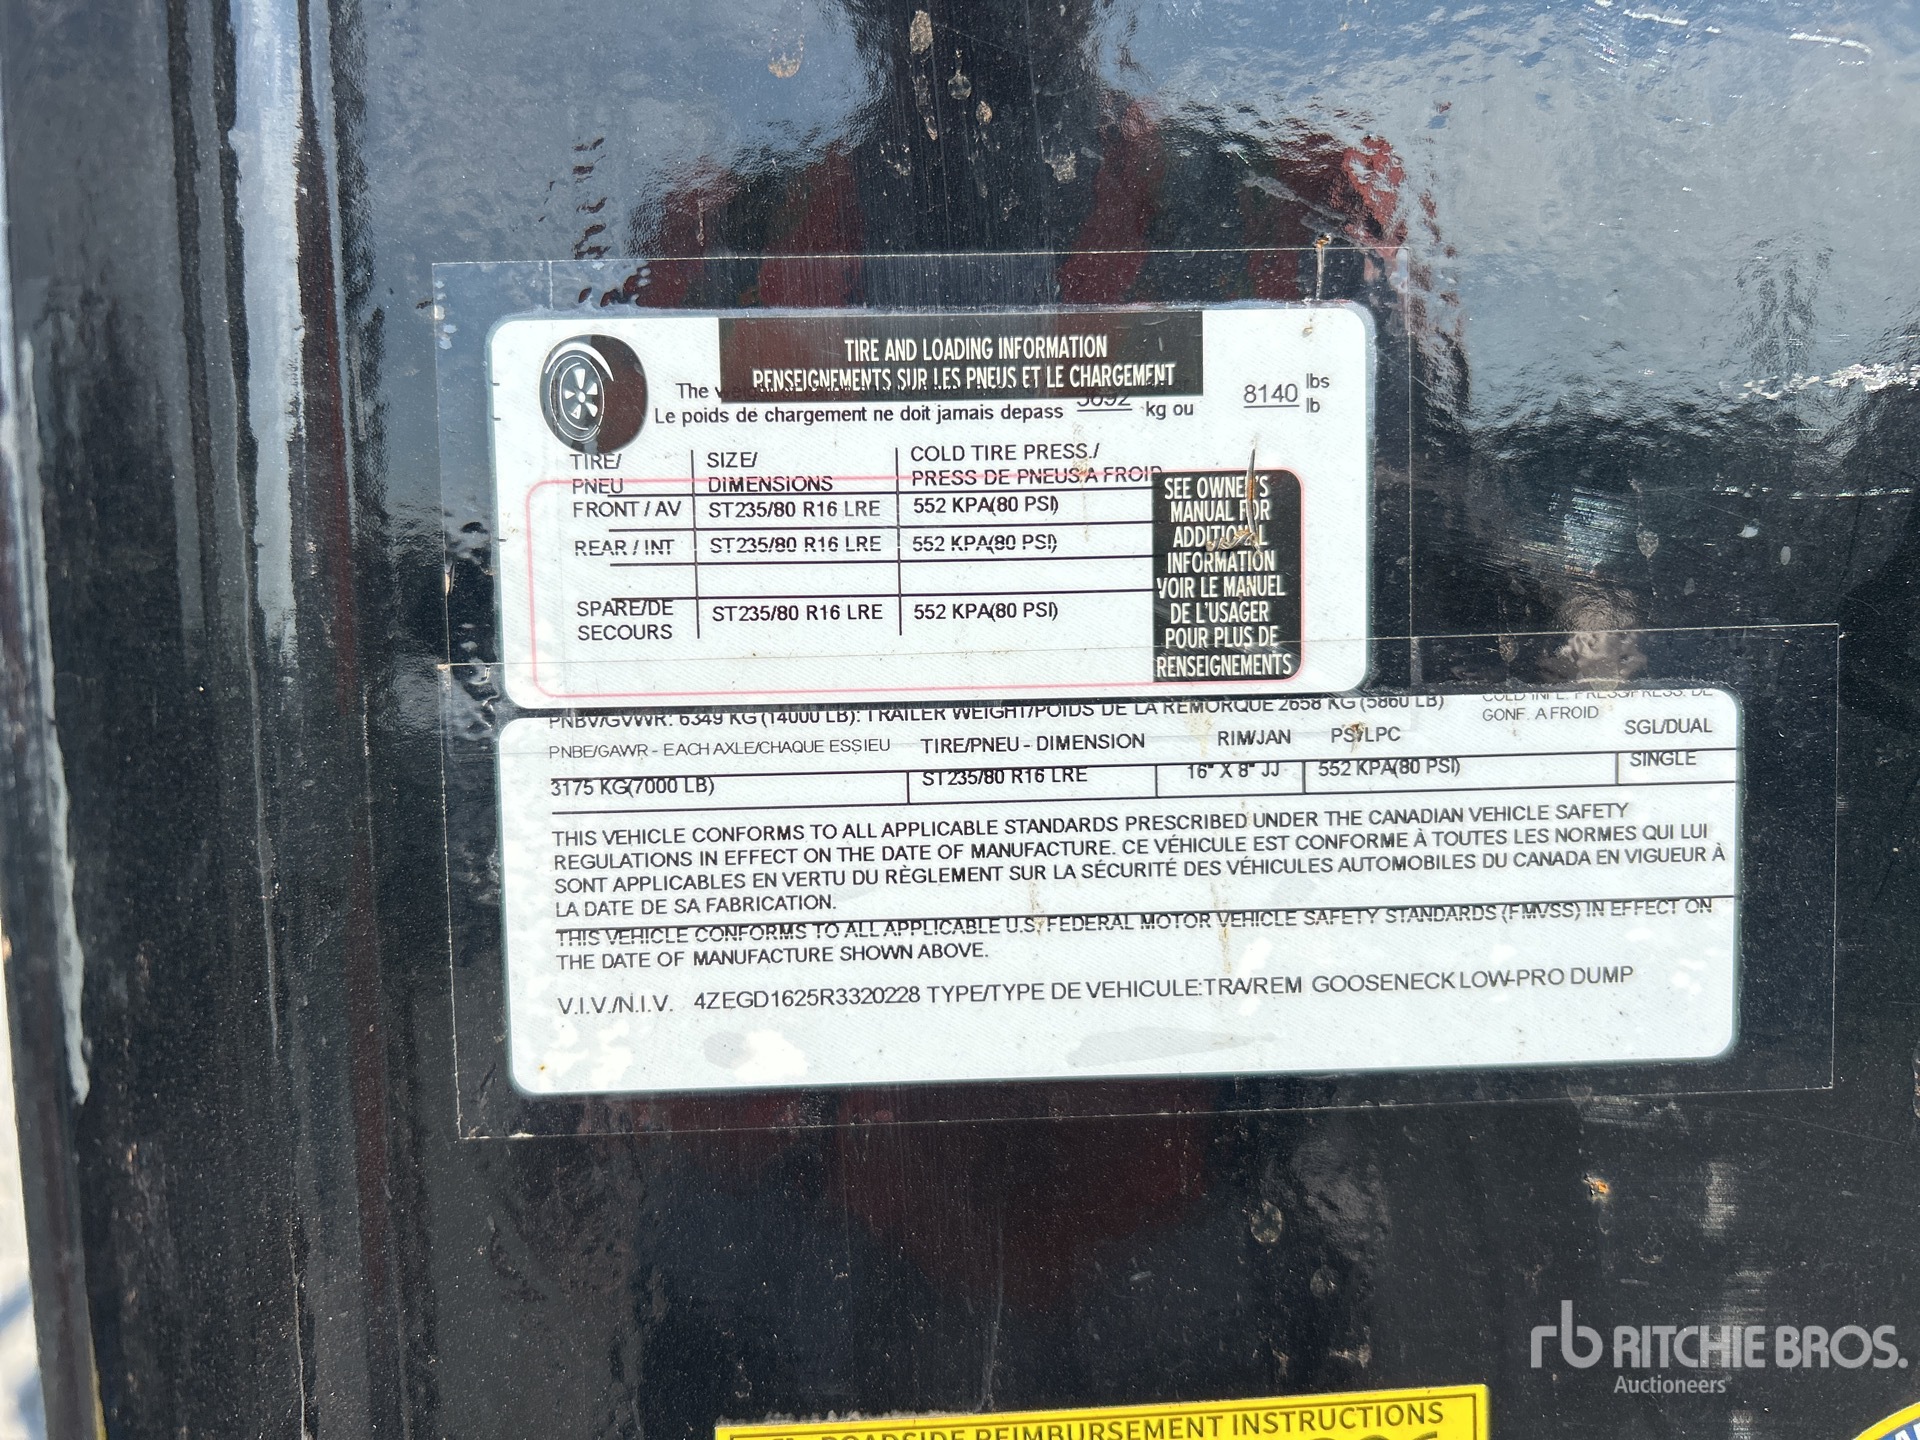 TIRE AND LOADING INFORMATION
RENSEIGNEMENTS SUR LES PNEUS ET LE CHARGEMENT
The
Le poids de chargement ne doit jamais depass 3692 kg ou 8140 lbs
lb
TIRE/ SIZE/ COLD TIRE PRESS./
PNEU DIMENSIONS PRESS DE PNEUS A FROID
FRONT / AV ST235/80 R16 LRE 552 KPA(80 PSI)
REAR / INT ST235/80 R16 LRE 552 KPA(80 PSI)
SPARE/DE ST235/80 R16 LRE 552 KPA(80 PSI)
SECOURS
SEE OWNER'S
MANUAL FOR
ADDITIONAL
INFORMATION
VOIR LE MANUEL
DE L'USAGER
POUR PLUS DE
RENSEIGNEMENTS
PNBV/GVWR: 6349 KG (14000 LB): TRAILER WEIGHT/POIDS DE LA REMORQUE 2658 KG (5860 LB) COLD INFL. PRESS/PRESS. DE
GONF. A FROID
PNBE/GAWR - EACH AXLE/CHAQUE ESSIEU TIRE/PNEU - DIMENSION RIM/JAN PSI/LPC SGL/DUAL
3175 KG(7000 LB) ST235/80 R16 LRE 16" X 8" JJ 552 KPA(80 PSI) SINGLE
THIS VEHICLE CONFORMS TO ALL APPLICABLE STANDARDS PRESCRIBED UNDER THE CANADIAN VEHICLE SAFETY
REGULATIONS IN EFFECT ON THE DATE OF MANUFACTURE. CE VÉHICULE EST CONFORME À TOUTES LES NORMES QUI LUI
SONT APPLICABLES EN VERTU DU RÈGLEMENT SUR LA SÉCURITÉ DES VÉHICULES AUTOMOBILES DU CANADA EN VIGUEUR À
LA DATE DE SA FABRICATION.
THIS VEHICLE CONFORMS TO ALL APPLICABLE U.S. FEDERAL MOTOR VEHICLE SAFETY STANDARDS (FMVSS) IN EFFECT ON
THE DATE OF MANUFACTURE SHOWN ABOVE.
V.I.V./N.I.V. 4ZEGD1625R3320228 TYPE/TYPE DE VEHICULE:TRA/REM GOOSENECK LOW-PRO DUMP
rb RITCHIE BROS.
Auctioneers
ROADSIDE REIMBURSEMENT INSTRUCTIONS